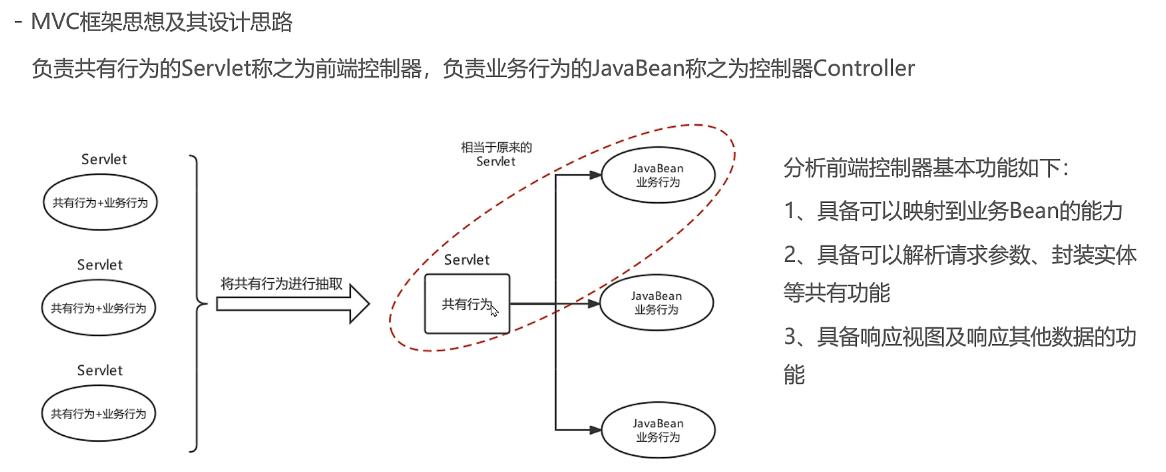 - MVC框架思想及其设计思路
负责共有行为的Servlet称之为前端控制器，负责业务行为的JavaBean称之为控制器Controller
Servlet
共有行为+业务行为
Servlet
共有行为+业务行为
Servlet
共有行为+业务行为
将共有行为进行抽取
相当于原来的
Servlet
Servlet
共有行为
JavaBean
业务行为
JavaBean
业务行为
JavaBean
业务行为
分析前端控制器基本功能如下：
1、具备可以映射到业务Bean的能力
2、具备可以解析请求参数、封装实体
等共有功能
3、具备响应视图及响应其他数据的功
能